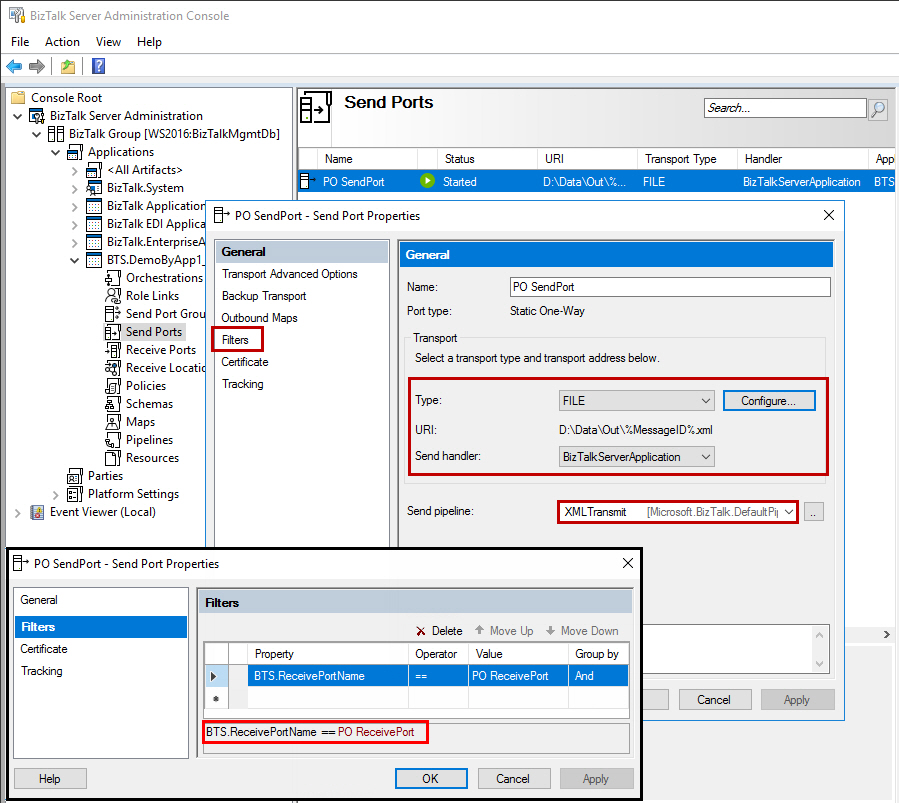 BizTalk Server Administration Console
File Action View Help
Console Root
BizTalk Server Administration
BizTalk Group [WS2016:BizTalkMgmtDb]
Applications
<All Artifacts>
BizTalk.System
BizTalk Application
BizTalk EDI Applica
BizTalk.EnterpriseA
BTS.DemoByApp1_
Orchestrations
Role Links
Send Port Grou
Send Ports
Receive Ports
Receive Locatio
Policies
Schemas
Maps
Pipelines
Resources
Parties
Platform Settings
Event Viewer (Local)
Send Ports
Search...
Name Status URI Transport Type Handler Appl
PO SendPort Started D:\Data\Out\%... FILE BizTalkServerApplication BTS
PO SendPort - Send Port Properties
General
Transport Advanced Options
Backup Transport
Outbound Maps
Filters
Certificate
Tracking
General
Name: PO SendPort
Port type: Static One-Way
Transport
Select a transport type and transport address below.
Type: FILE Configure...
URI: D:\Data\Out\%MessageID%.xml
Send handler: BizTalkServerApplication
Send pipeline: XMLTransmit [Microsoft.BizTalk.DefaultPip ..
Cancel Apply
PO SendPort - Send Port Properties
General
Filters
Certificate
Tracking
Filters
Delete Move Up Move Down
Property Operator Value Group by
BTS.ReceivePortName == PO ReceivePort And
BTS.ReceivePortName == PO ReceivePort
Help OK Cancel Apply